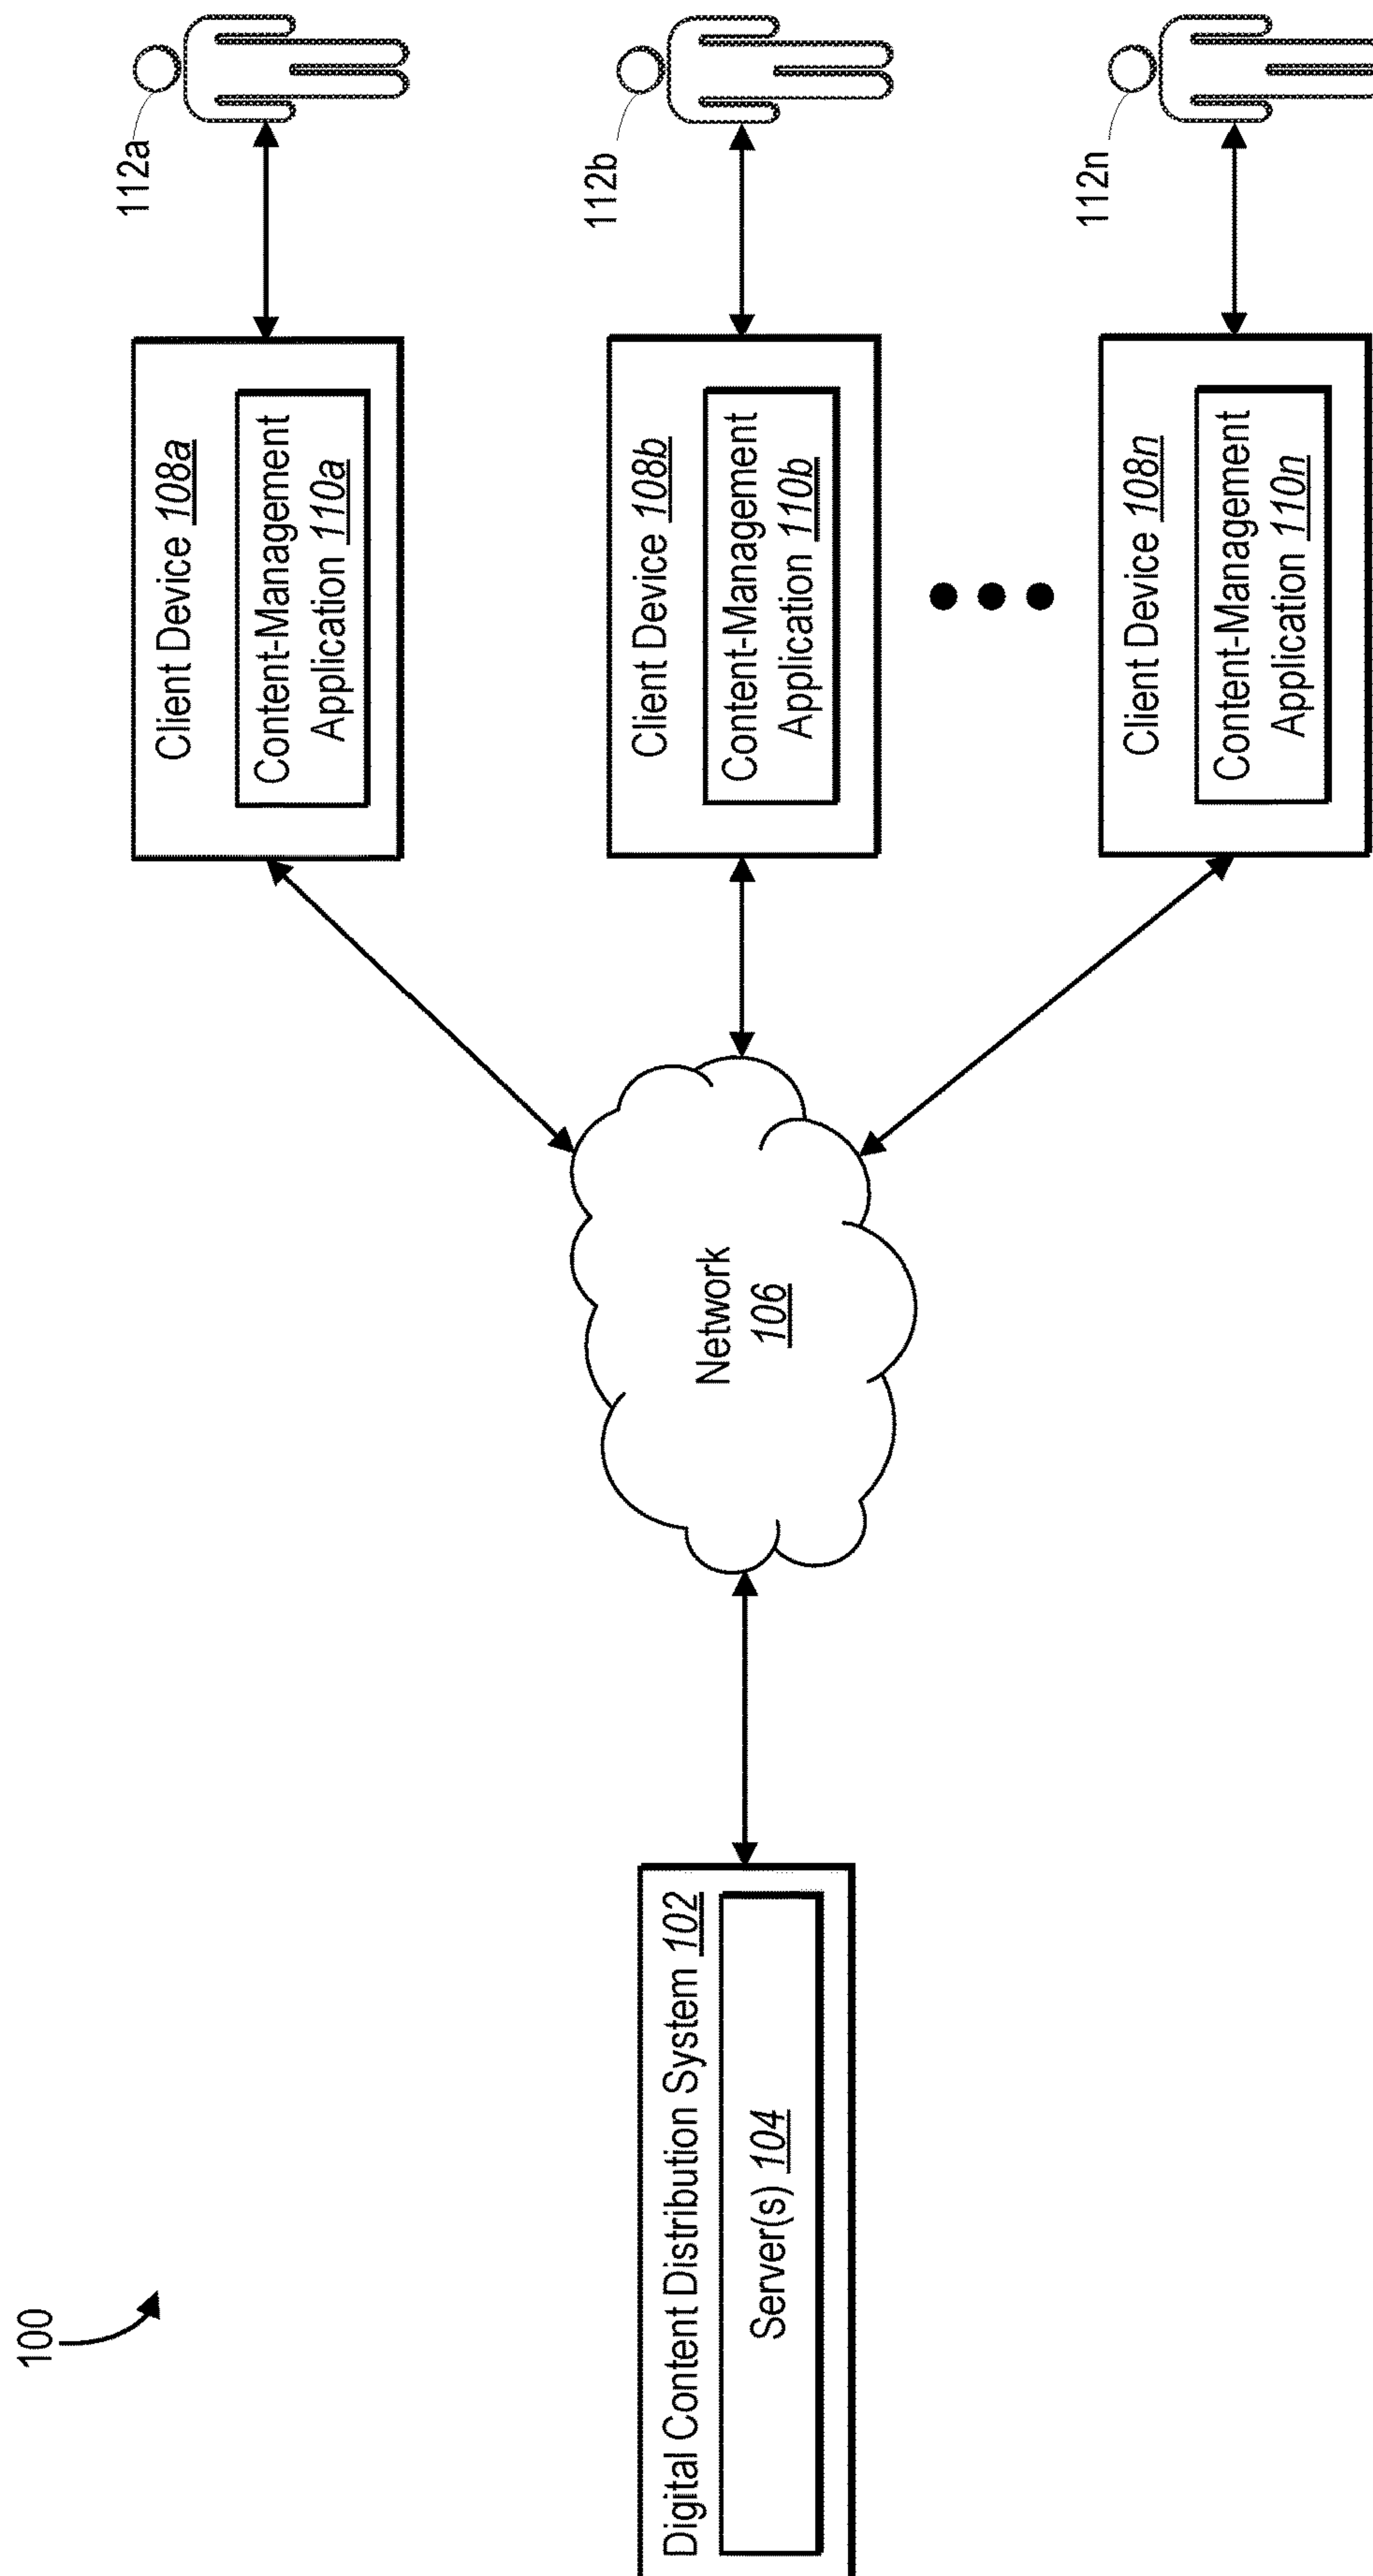 100
Digital Content Distribution System 102
Server(s) 104
Network
106
Client Device 108a
Content-Management
Application 110a
112a
Client Device 108b
Content-Management
Application 110b
112b
Client Device 108n
Content-Management
Application 110n
112n